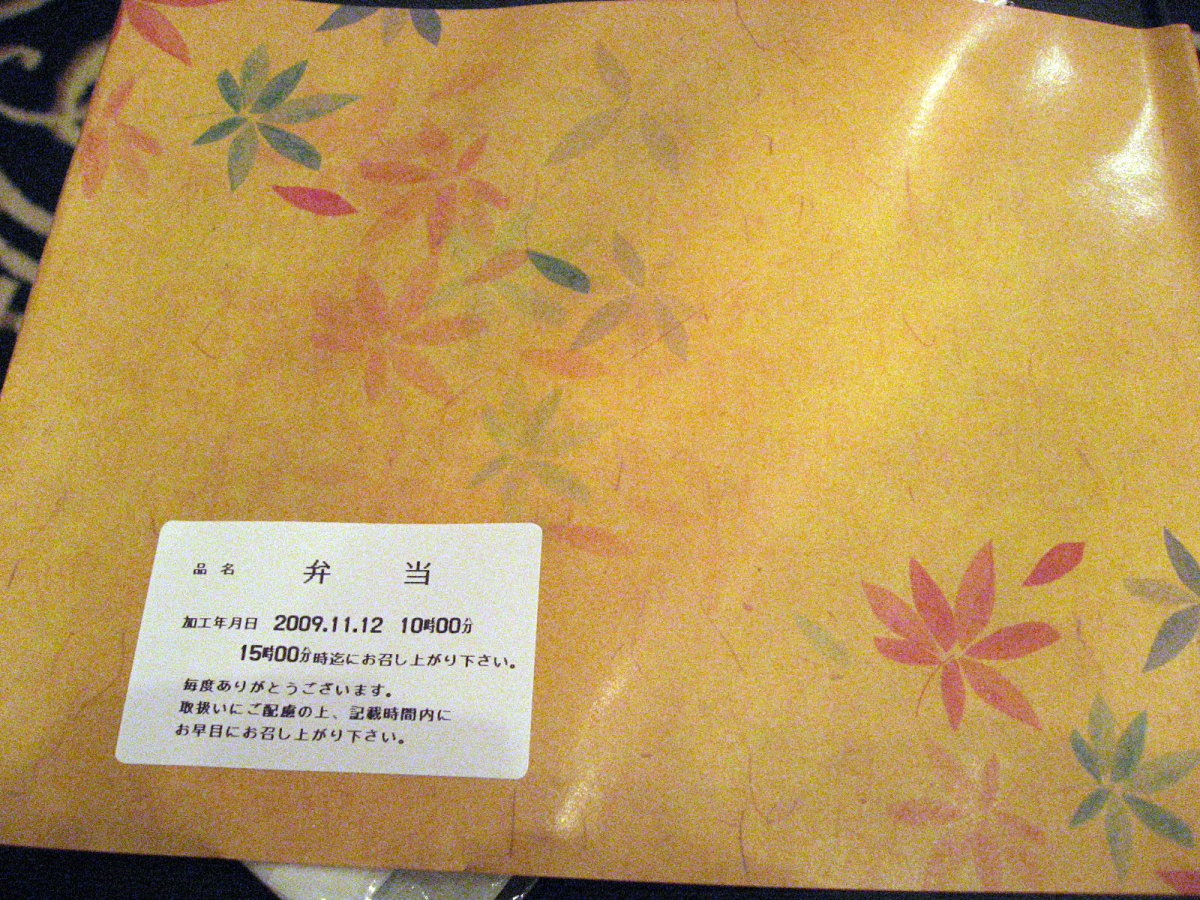 品名 弁当
加工年月日 2009.11.12 10時00分
15時00分時迄にお召し上がり下さい。
毎度ありがとうございます。
取扱いにご配慮の上、記載時間内に
お早目にお召し上がり下さい。